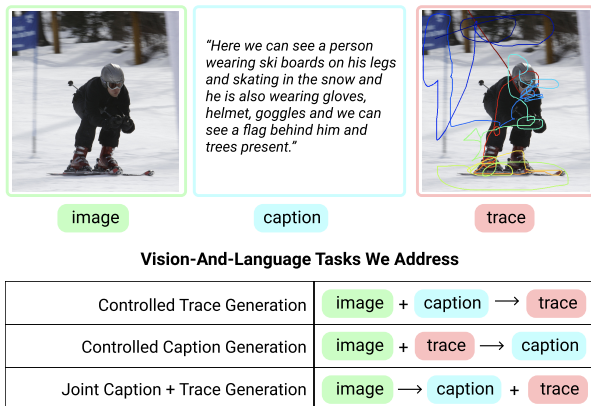 “Here we can see a person
wearing ski boards on his legs
and skating in the snow and
he is also wearing gloves,
helmet, goggles and we can
see a flag behind him and
trees present.”
image
caption
trace
Vision-And-Language Tasks We Address
Controlled Trace Generation
image + caption → trace
Controlled Caption Generation
image + trace → caption
Joint Caption + Trace Generation
image → caption + trace